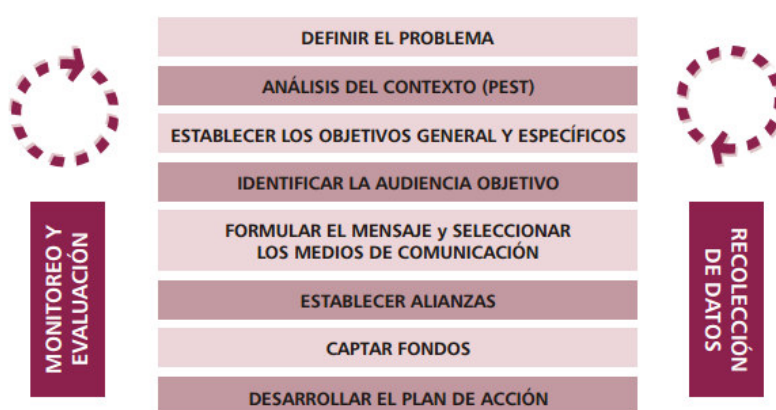 DEFINIR EL PROBLEMA
ANÁLISIS DEL CONTEXTO (PEST)
ESTABLECER LOS OBJETIVOS GENERAL Y ESPECÍFICOS
IDENTIFICAR LA AUDIENCIA OBJETIVO
FORMULAR EL MENSAJE y SELECCIONAR
LOS MEDIOS DE COMUNICACIÓN
ESTABLECER ALIANZAS
CAPTAR FONDOS
DESARROLLAR EL PLAN DE ACCIÓN
MONITOREO Y
EVALUACIÓN
RECOLECCIÓN
DE DATOS